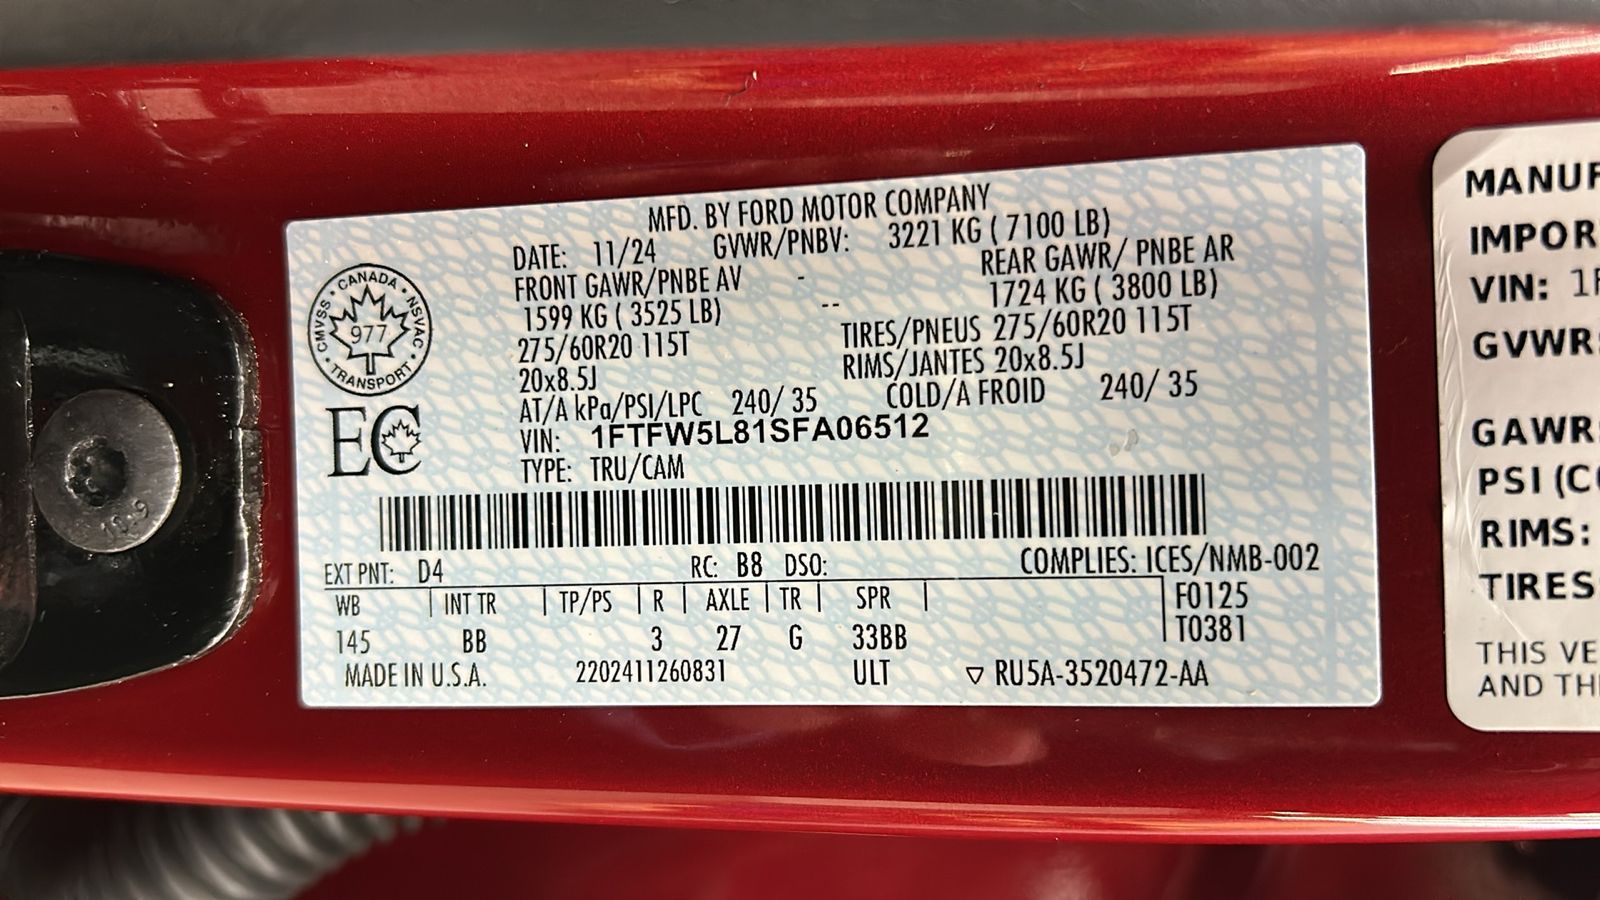 MFD. BY FORD MOTOR COMPANY
DATE: 11/24 GVWR/PNBV: 3221 KG ( 7100 LB)
FRONT GAWR/PNBE AV - REAR GAWR/ PNBE AR
1599 KG ( 3525 LB) -- 1724 KG ( 3800 LB)
275/60R20 115T TIRES/PNEUS 275/60R20 115T
20x8.5J RIMS/JANTES 20x8.5J
AT/A kPa/PSI/LPC 240/ 35 COLD/A FROID 240/ 35
VIN: 1FTFW5L81SFA06512
TYPE: TRU/CAM
CANADA • NSVAC • TRANSPORT • CMVSS •
977
EC
EXT PNT: D4 RC: B8 DSO: COMPLIES: ICES/NMB-002
WB INT TR TP/PS R AXLE TR SPR F0125
145 BB 3 27 G 33BB T0381
MADE IN U.S.A. 2202411260831 ULT ▽ RU5A-3520472-AA
10.9
MANUF
IMPOR
VIN: 1F
GVWR:
GAWR:
PSI (CO
RIMS:
TIRES:
THIS VE
AND THI